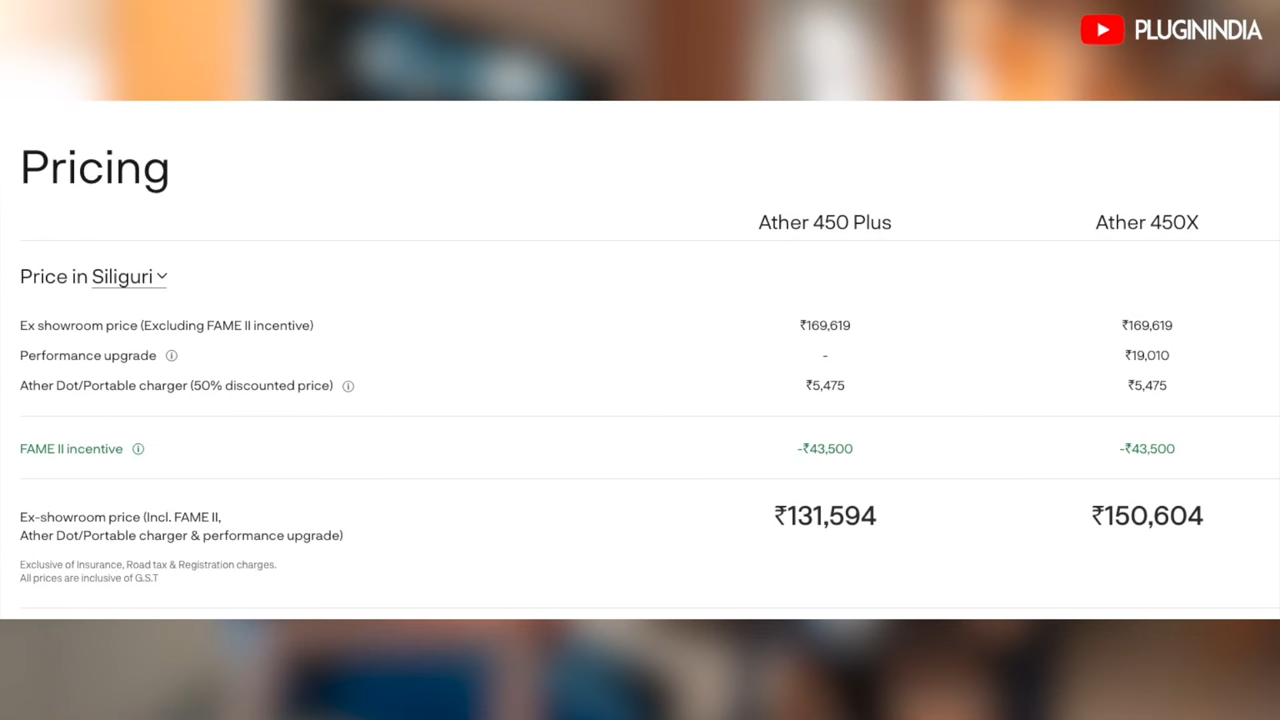 PLUGININDIA
Pricing
Ather 450 Plus Ather 450X
Price in Siliguri
Ex showroom price (Excluding FAME II incentive) ₹169,619 ₹169,619
Performance upgrade - ₹19,010
Ather Dot/Portable charger (50% discounted price) ₹5,475 ₹5,475
FAME II incentive -₹43,500 -₹43,500
Ex-showroom price (Incl. FAME II,
Ather Dot/Portable charger & performance upgrade) ₹131,594 ₹150,604
Exclusive of Insurance, Road tax & Registration charges.
All prices are inclusive of G.S.T